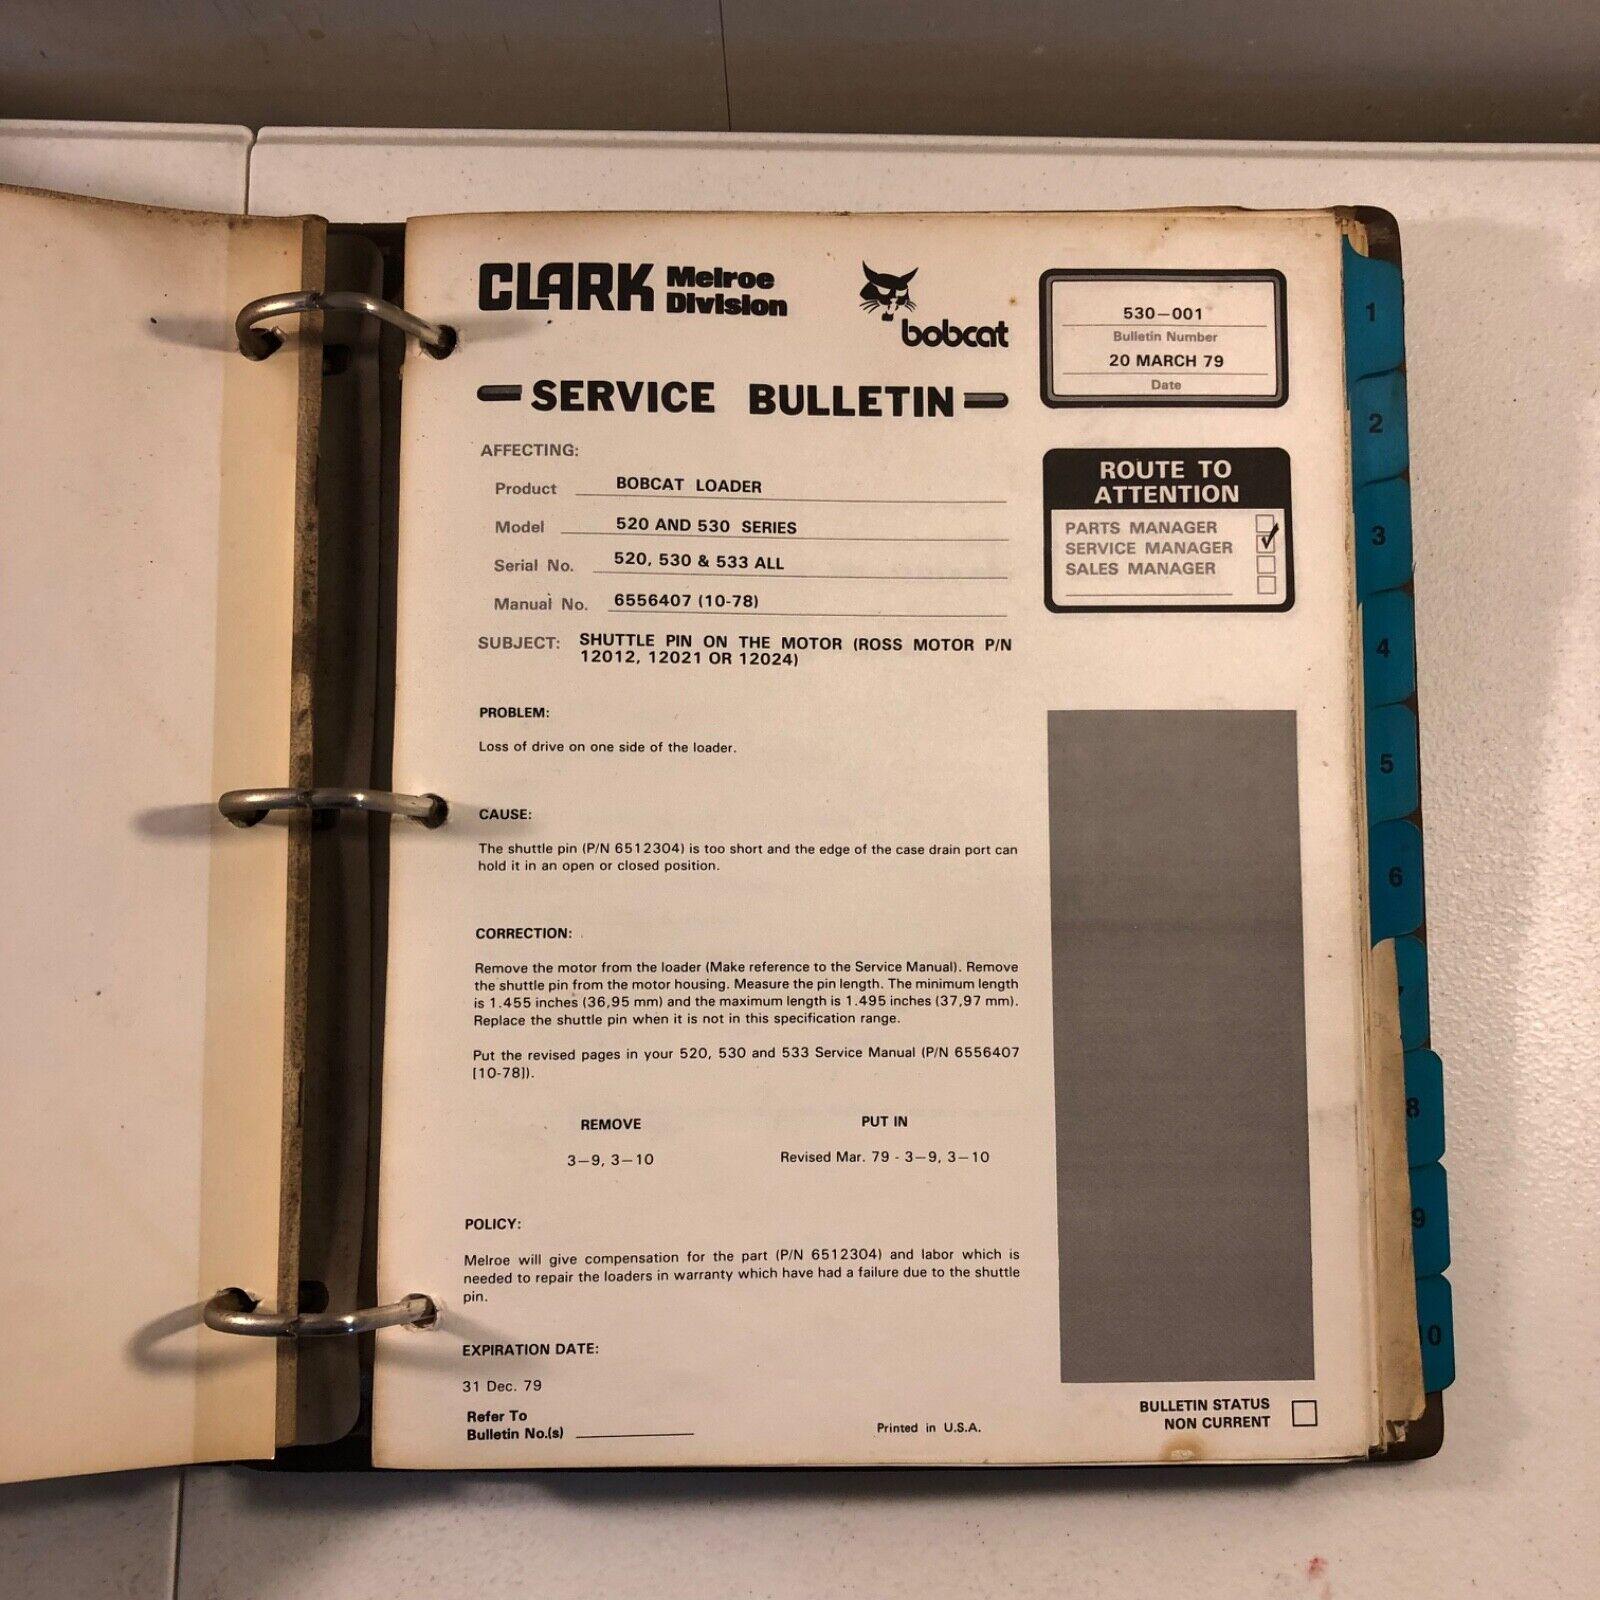 CLARK Melroe
Division
bobcat
530-001
Bulletin Number
20 MARCH 79
Date
SERVICE BULLETIN
AFFECTING:
Product BOBCAT LOADER
Model 520 AND 530 SERIES
Serial No. 520, 530 & 533 ALL
Manual No. 6556407 (10-78)
SUBJECT: SHUTTLE PIN ON THE MOTOR (ROSS MOTOR P/N
12012, 12021 OR 12024)
ROUTE TO
ATTENTION
PARTS MANAGER
SERVICE MANAGER
SALES MANAGER
PROBLEM:
Loss of drive on one side of the loader.
CAUSE:
The shuttle pin (P/N 6512304) is too short and the edge of the case drain port can
hold it in an open or closed position.
CORRECTION:
Remove the motor from the loader (Make reference to the Service Manual). Remove
the shuttle pin from the motor housing. Measure the pin length. The minimum length
is 1.455 inches (36,95 mm) and the maximum length is 1.495 inches (37,97 mm).
Replace the shuttle pin when it is not in this specification range.
Put the revised pages in your 520, 530 and 533 Service Manual (P/N 6556407
[10-78]).
REMOVE PUT IN
3-9, 3-10 Revised Mar. 79 - 3-9, 3-10
POLICY:
Melroe will give compensation for the part (P/N 6512304) and labor which is
needed to repair the loaders in warranty which have had a failure due to the shuttle
pin.
EXPIRATION DATE:
31 Dec. 79
Refer To
Bulletin No.(s)
Printed in U.S.A.
BULLETIN STATUS
NON CURRENT
1
2
3
4
5
6
7
8
9
10